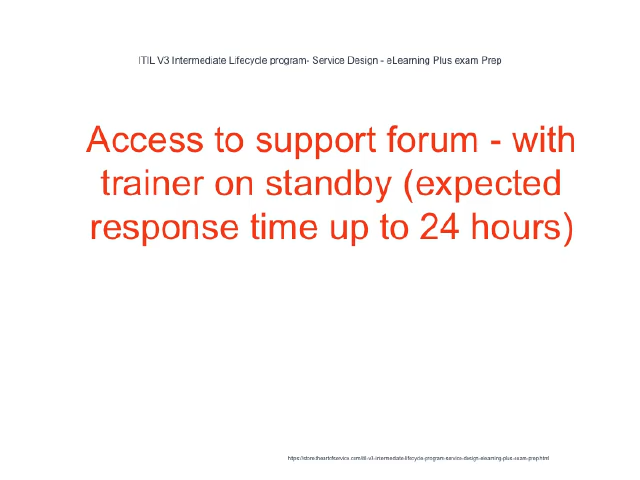 ITIL V3 Intermediate Lifecycle program- Service Design - eLearning Plus exam Prep
Access to support forum - with
trainer on standby (expected
response time up to 24 hours)
https://store.theartofservice.com/itil-v3-intermediate-lifecycle-program-service-design-elearning-plus-exam-prep.html